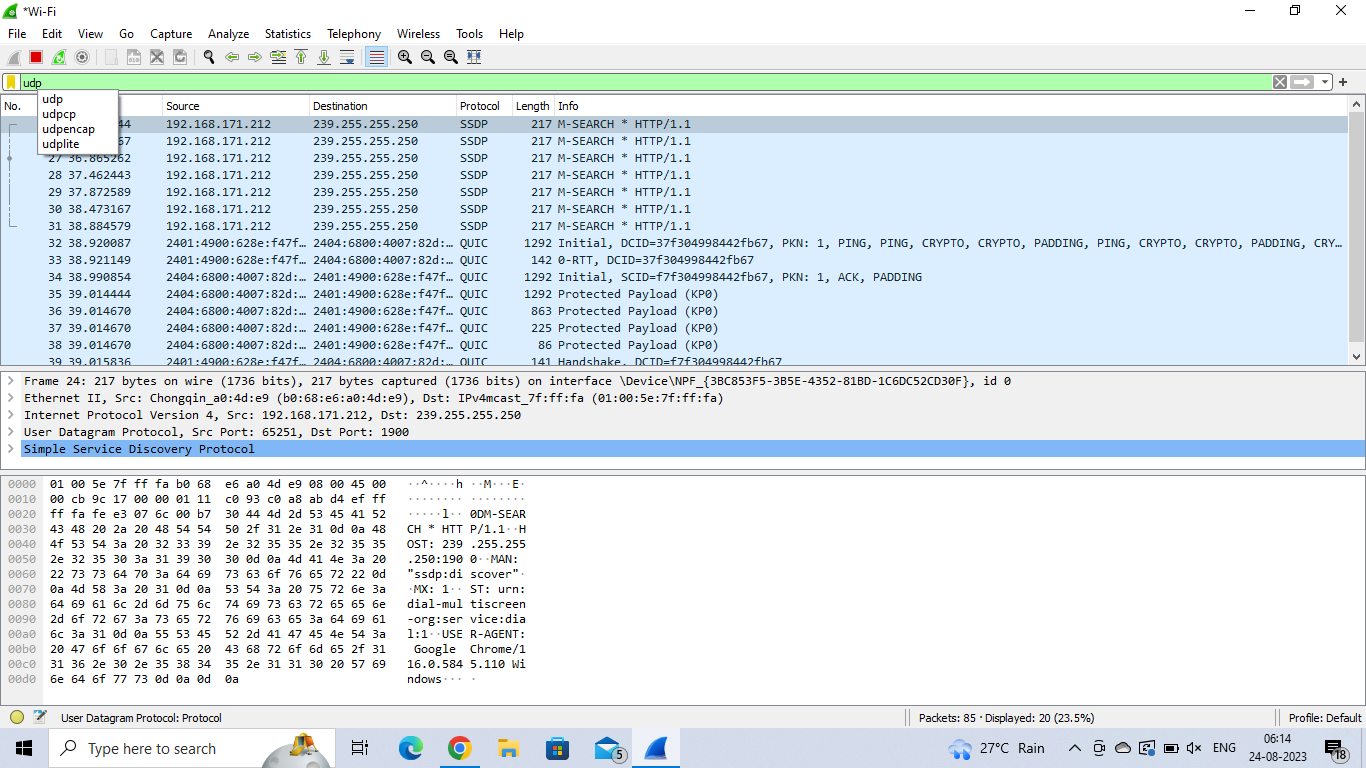 *Wi-Fi
File Edit View Go Capture Analyze Statistics Telephony Wireless Tools Help
udp
No. Source Destination Protocol Length Info
udp
udpcp
udpencap
udplite
44 192.168.171.212 239.255.255.250 SSDP 217 M-SEARCH * HTTP/1.1
67 192.168.171.212 239.255.255.250 SSDP 217 M-SEARCH * HTTP/1.1
27 36.865262 192.168.171.212 239.255.255.250 SSDP 217 M-SEARCH * HTTP/1.1
28 37.462443 192.168.171.212 239.255.255.250 SSDP 217 M-SEARCH * HTTP/1.1
29 37.872589 192.168.171.212 239.255.255.250 SSDP 217 M-SEARCH * HTTP/1.1
30 38.473167 192.168.171.212 239.255.255.250 SSDP 217 M-SEARCH * HTTP/1.1
31 38.884579 192.168.171.212 239.255.255.250 SSDP 217 M-SEARCH * HTTP/1.1
32 38.920087 2401:4900:628e:f47f… 2404:6800:4007:82d:… QUIC 1292 Initial, DCID=37f304998442fb67, PKN: 1, PING, PING, CRYPTO, CRYPTO, PADDING, PING, CRYPTO, CRYPTO, PADDING, CRY…
33 38.921149 2401:4900:628e:f47f… 2404:6800:4007:82d:… QUIC 142 0-RTT, DCID=37f304998442fb67
34 38.990854 2404:6800:4007:82d:… 2401:4900:628e:f47f… QUIC 1292 Initial, SCID=f7f304998442fb67, PKN: 1, ACK, PADDING
35 39.014444 2404:6800:4007:82d:… 2401:4900:628e:f47f… QUIC 1292 Protected Payload (KP0)
36 39.014670 2404:6800:4007:82d:… 2401:4900:628e:f47f… QUIC 863 Protected Payload (KP0)
37 39.014670 2404:6800:4007:82d:… 2401:4900:628e:f47f… QUIC 225 Protected Payload (KP0)
38 39.014670 2404:6800:4007:82d:… 2401:4900:628e:f47f… QUIC 86 Protected Payload (KP0)
39 39.015836 2401:4900:628e:f47f… 2404:6800:4007:82d:… QUIC 141 Handshake, DCID=f7f304998442fb67
Frame 24: 217 bytes on wire (1736 bits), 217 bytes captured (1736 bits) on interface \Device\NPF_{3BC853F5-3B5E-4352-81BD-1C6DC52CD30F}, id 0
Ethernet II, Src: Chongqin_a0:4d:e9 (b0:68:e6:a0:4d:e9), Dst: IPv4mcast_7f:ff:fa (01:00:5e:7f:ff:fa)
Internet Protocol Version 4, Src: 192.168.171.212, Dst: 239.255.255.250
User Datagram Protocol, Src Port: 65251, Dst Port: 1900
Simple Service Discovery Protocol
0000 01 00 5e 7f ff fa b0 68 e6 a0 4d e9 08 00 45 00 ··^····h ··M···E·
0010 00 cb 9c 17 00 00 01 11 c0 93 c0 a8 ab d4 ef ff ········ ········
0020 ff fa fe e3 07 6c 00 b7 30 44 4d 2d 53 45 41 52 ·····l·· 0DM-SEAR
0030 43 48 20 2a 20 48 54 54 50 2f 31 2e 31 0d 0a 48 CH * HTT P/1.1··H
0040 4f 53 54 3a 20 32 33 39 2e 32 35 35 2e 32 35 35 OST: 239 .255.255
0050 2e 32 35 30 3a 31 39 30 30 0d 0a 4d 41 4e 3a 20 .250:190 0··MAN: 
0060 22 73 73 64 70 3a 64 69 73 63 6f 76 65 72 22 0d "ssdp:di scover"·
0070 0a 4d 58 3a 20 31 0d 0a 53 54 3a 20 75 72 6e 3a ·MX: 1·· ST: urn:
0080 64 69 61 6c 2d 6d 75 6c 74 69 73 63 72 65 65 6e dial-mul tiscreen
0090 2d 6f 72 67 3a 73 65 72 76 69 63 65 3a 64 69 61 -org:ser vice:dia
00a0 6c 3a 31 0d 0a 55 53 45 52 2d 41 47 45 4e 54 3a l:1··USE R-AGENT:
00b0 20 47 6f 6f 67 6c 65 20 43 68 72 6f 6d 65 2f 31 Google Chrome/1
00c0 31 36 2e 30 2e 35 38 34 35 2e 31 31 30 20 57 69 16.0.584 5.110 Wi
00d0 6e 64 6f 77 73 0d 0a 0d 0a ndows··· ·
User Datagram Protocol: Protocol Packets: 85 · Displayed: 20 (23.5%) Profile: Default
Type here to search 5 27°C Rain ENG 06:14
24-08-2023 18